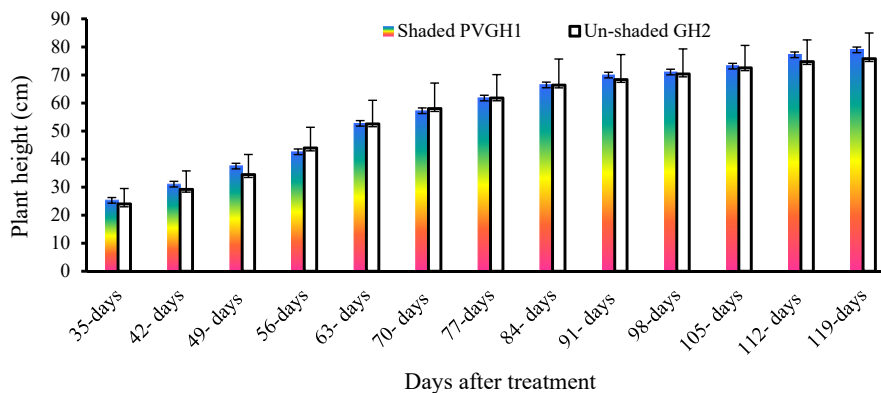 Shaded PVGH1 Un-shaded GH2
Plant height (cm)
90
80
70
60
50
40
30
20
10
0
35-days
42- days
49- days
56-days
63- days
70- days
77-days
84- days
91- days
98-days
105- days
112- days
119-days
Days after treatment